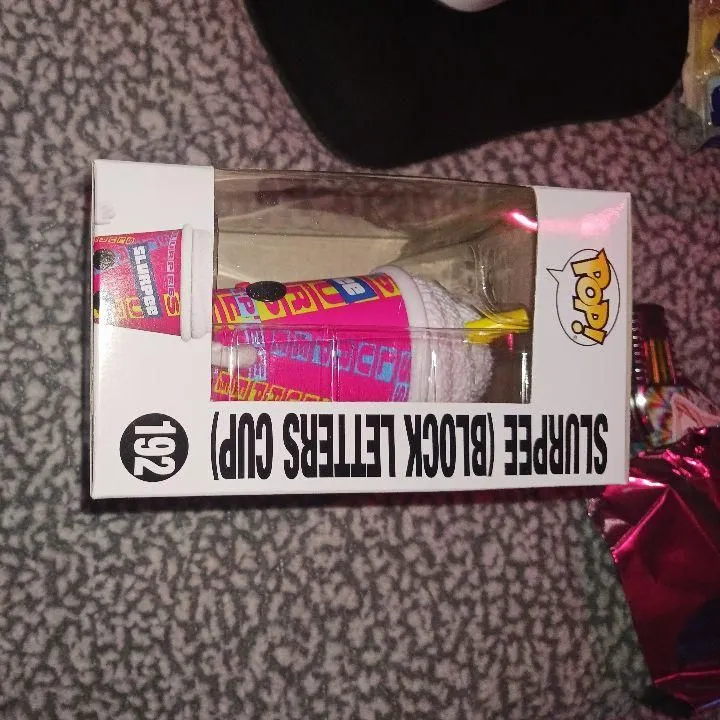 POP!
SLURPEE (BLOCK LETTERS CUP)
192
SLURPEE